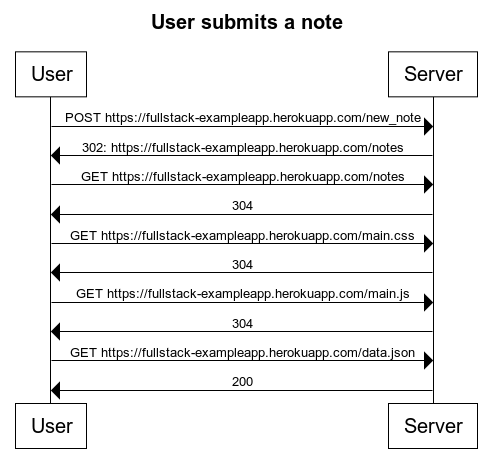 User submits a note
User
Server
POST https://fullstack-exampleapp.herokuapp.com/new_note
302: https://fullstack-exampleapp.herokuapp.com/notes
GET https://fullstack-exampleapp.herokuapp.com/notes
304
GET https://fullstack-exampleapp.herokuapp.com/main.css
304
GET https://fullstack-exampleapp.herokuapp.com/main.js
304
GET https://fullstack-exampleapp.herokuapp.com/data.json
200
User
Server